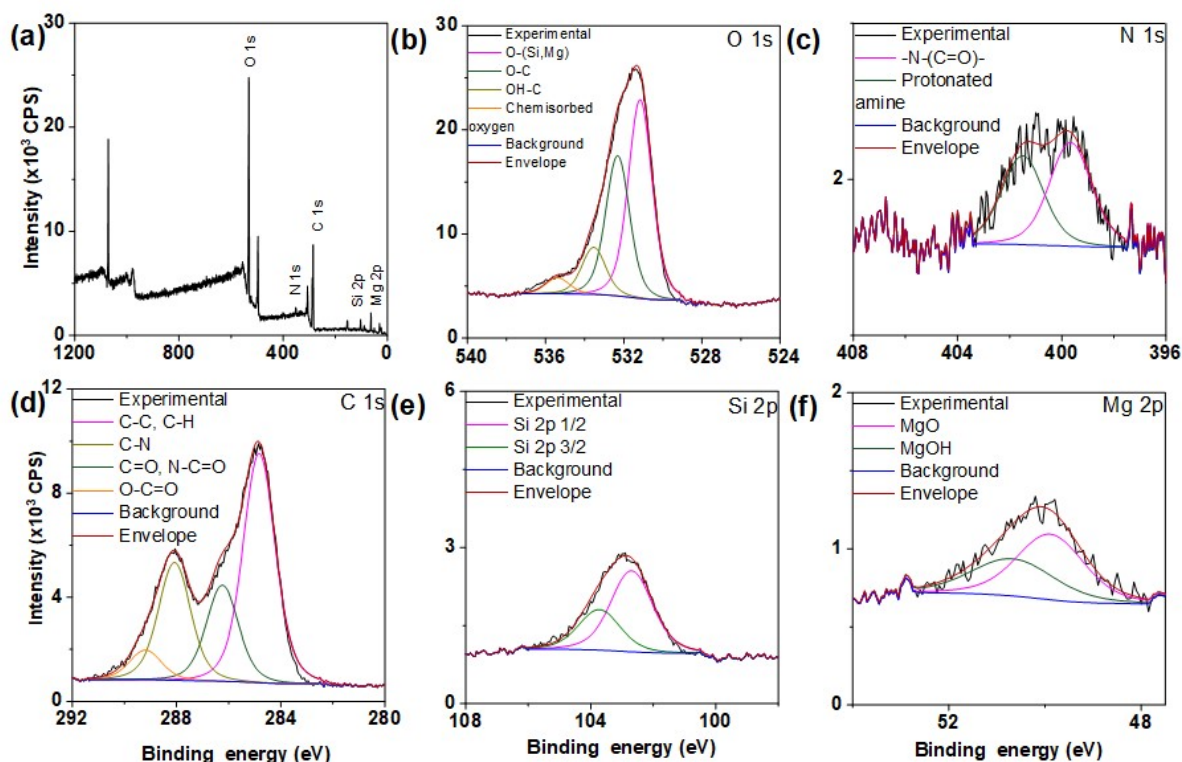 (a)
Intensity (x10³ CPS)
30
20
10
0
O 1s
N 1s
C 1s
Si 2p
Mg 2p
1200
800
400
0
(b)
O 1s
30
25
20
15
10
5
0
Experimental
O-(Si,Mg)
O-C
OH-C
Chemisorbed
oxygen
Background
Envelope
540
536
532
528
524
(c)
N 1s
2
Experimental
-N-(C=O)-
Protonated
amine
Background
Envelope
408
404
400
396
(d)
C 1s
Intensity (x10³ CPS)
12
8
4
0
Experimental
C-C, C-H
C-N
C=O, N-C=O
O-C=O
Background
Envelope
292
288
284
280
Binding energy (eV)
(e)
Si 2p
6
3
0
Experimental
Si 2p 1/2
Si 2p 3/2
Background
Envelope
108
104
100
Binding energy (eV)
(f)
Mg 2p
2
1
0
Experimental
MgO
MgOH
Background
Envelope
52
48
Binding energy (eV)